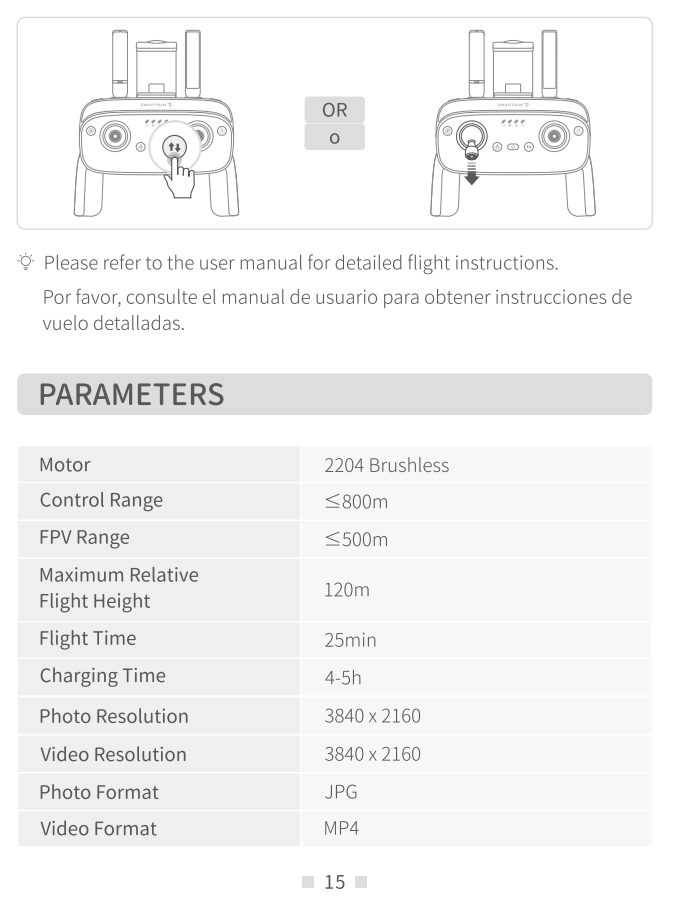 SNAPTAIN
SNAPTAIN
OR
o
Please refer to the user manual for detailed flight instructions.
Por favor, consulte el manual de usuario para obtener instrucciones de
vuelo detalladas.
PARAMETERS
Motor 2204 Brushless
Control Range ≤800m
FPV Range ≤500m
Maximum Relative
Flight Height 120m
Flight Time 25min
Charging Time 4-5h
Photo Resolution 3840 x 2160
Video Resolution 3840 x 2160
Photo Format JPG
Video Format MP4
15